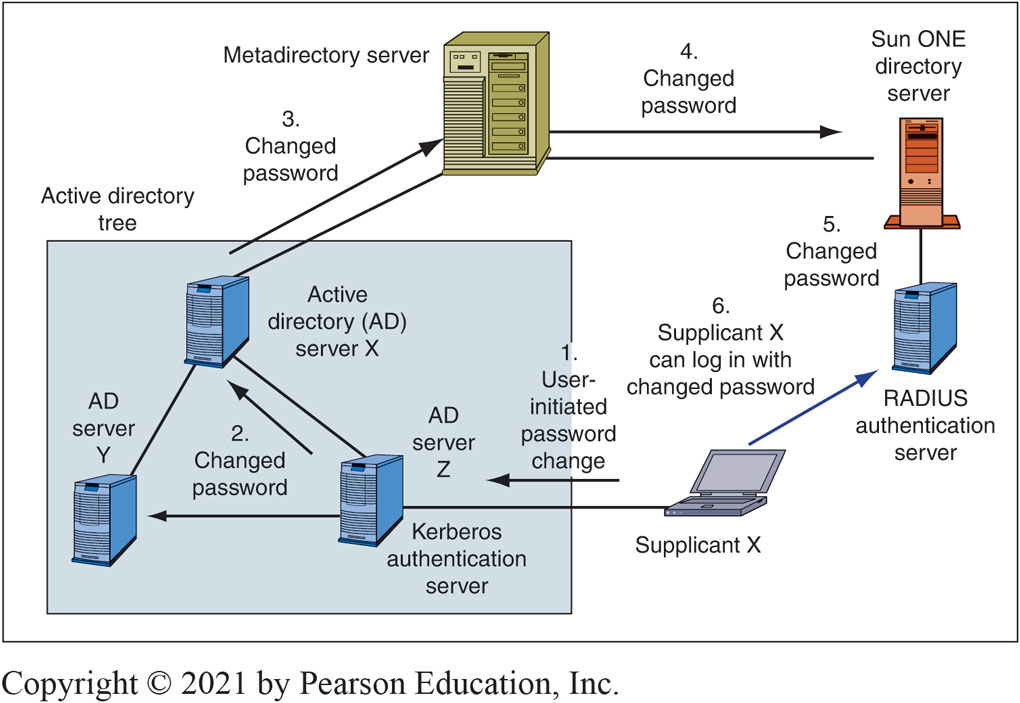 Metadirectory server
4.
Changed
password
Sun ONE
directory
server
3.
Changed
password
Active directory
tree
5.
Changed
password
Active
directory (AD)
server X
6.
Supplicant X
can log in with
changed password
1.
User-
initiated
password
change
RADIUS
authentication
server
AD
server
Y
2.
Changed
password
AD
server
Z
Kerberos
authentication
server
Supplicant X
Copyright © 2021 by Pearson Education, Inc.